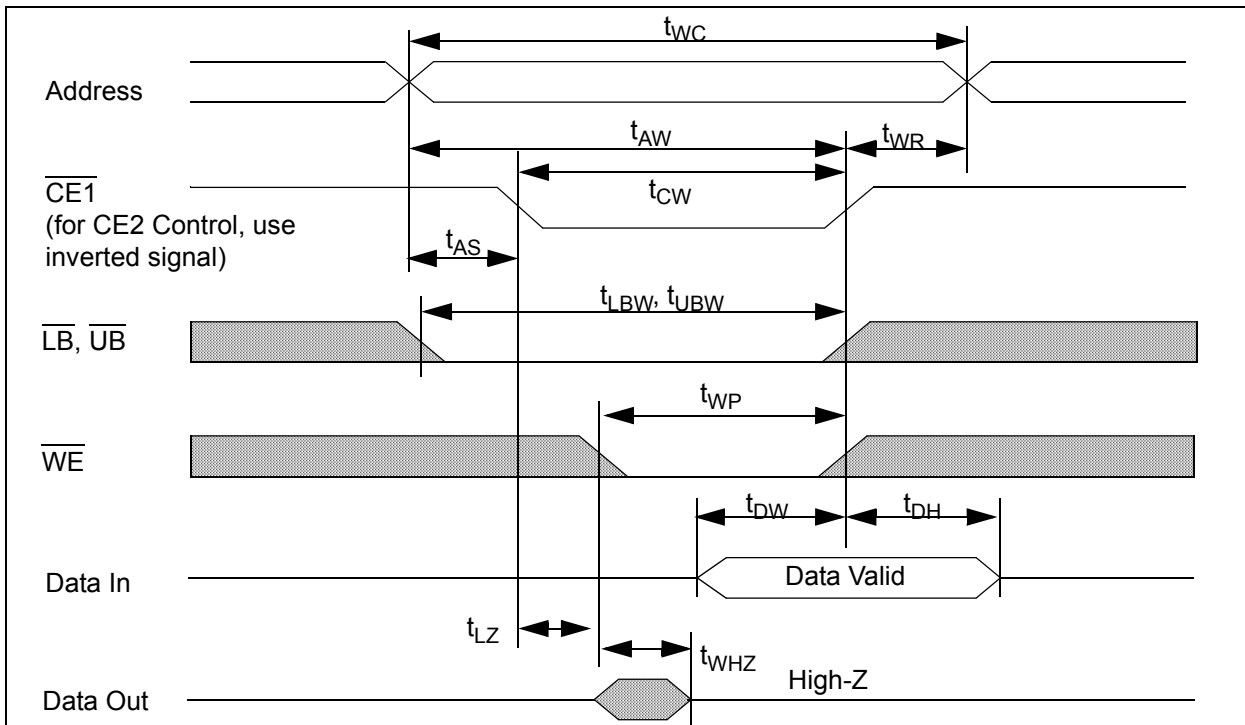 tWC
Address
tAW
tWR
CE1
(for CE2 Control, use
inverted signal)
tCW
tAS
tLBW, tUBW
LB, UB
tWP
WE
tDW
tDH
Data In
Data Valid
tLZ
tWHZ
High-Z
Data Out